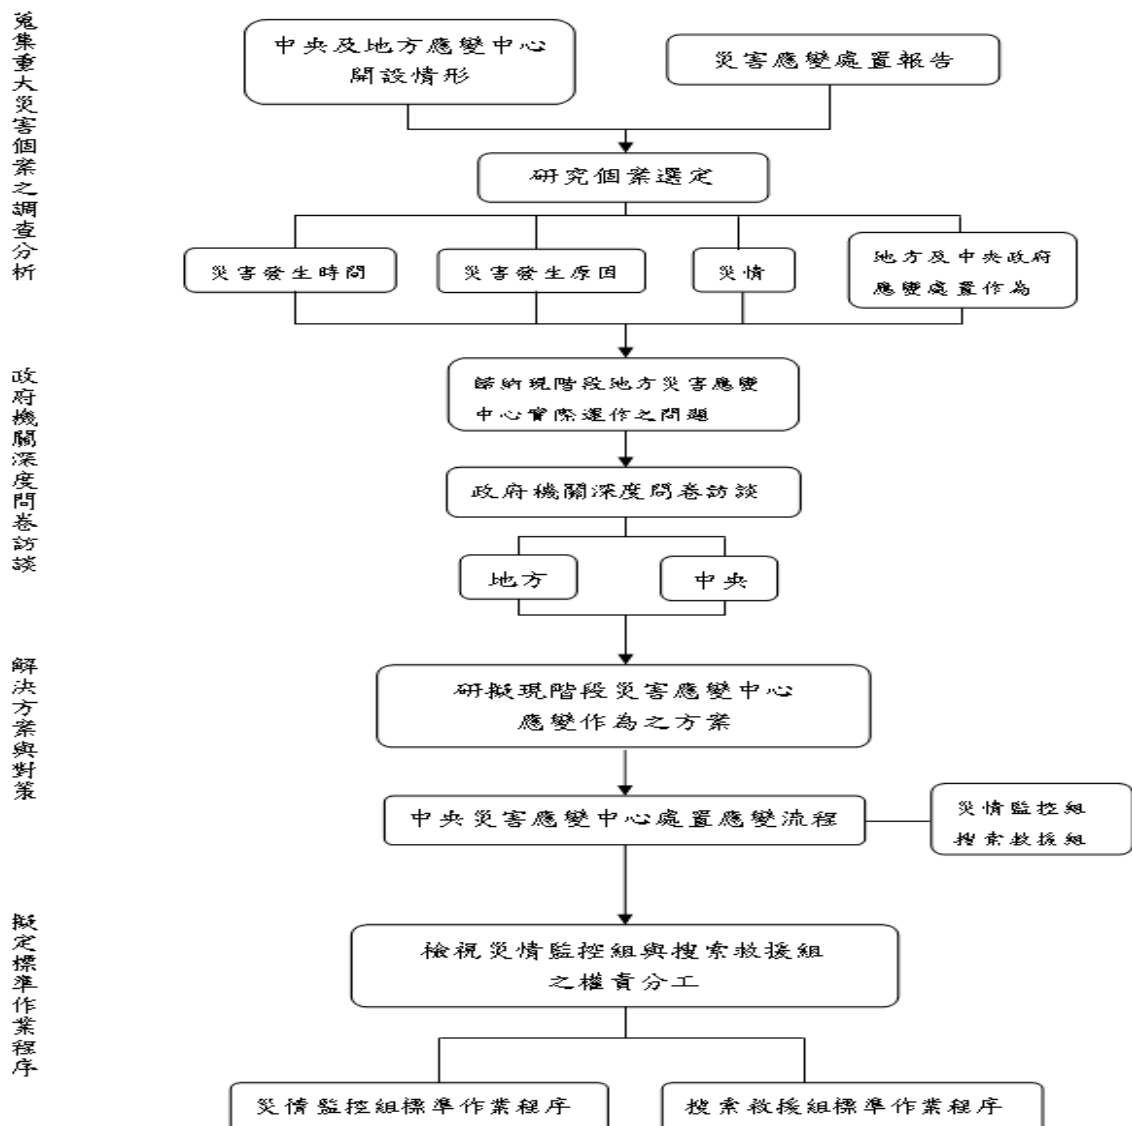 蒐集重大災害個案之調查分析
中央及地方應變中心
開設情形
災害應變處置報告
研究個案選定
災害發生時間
災害發生原因
災情
地方及中央政府
應變處置作為
政府機關深度問卷訪談
歸納現階段地方災害應變
中心實際運作之問題
政府機關深度問卷訪談
地方
中央
解決方案與對策
研擬現階段災害應變中心
應變作為之方案
中央災害應變中心處置應變流程
災情監控組
搜索救援組
擬定標準作業程序
檢視災情監控組與搜索救援組
之權責分工
災情監控組標準作業程序
搜索救援組標準作業程序